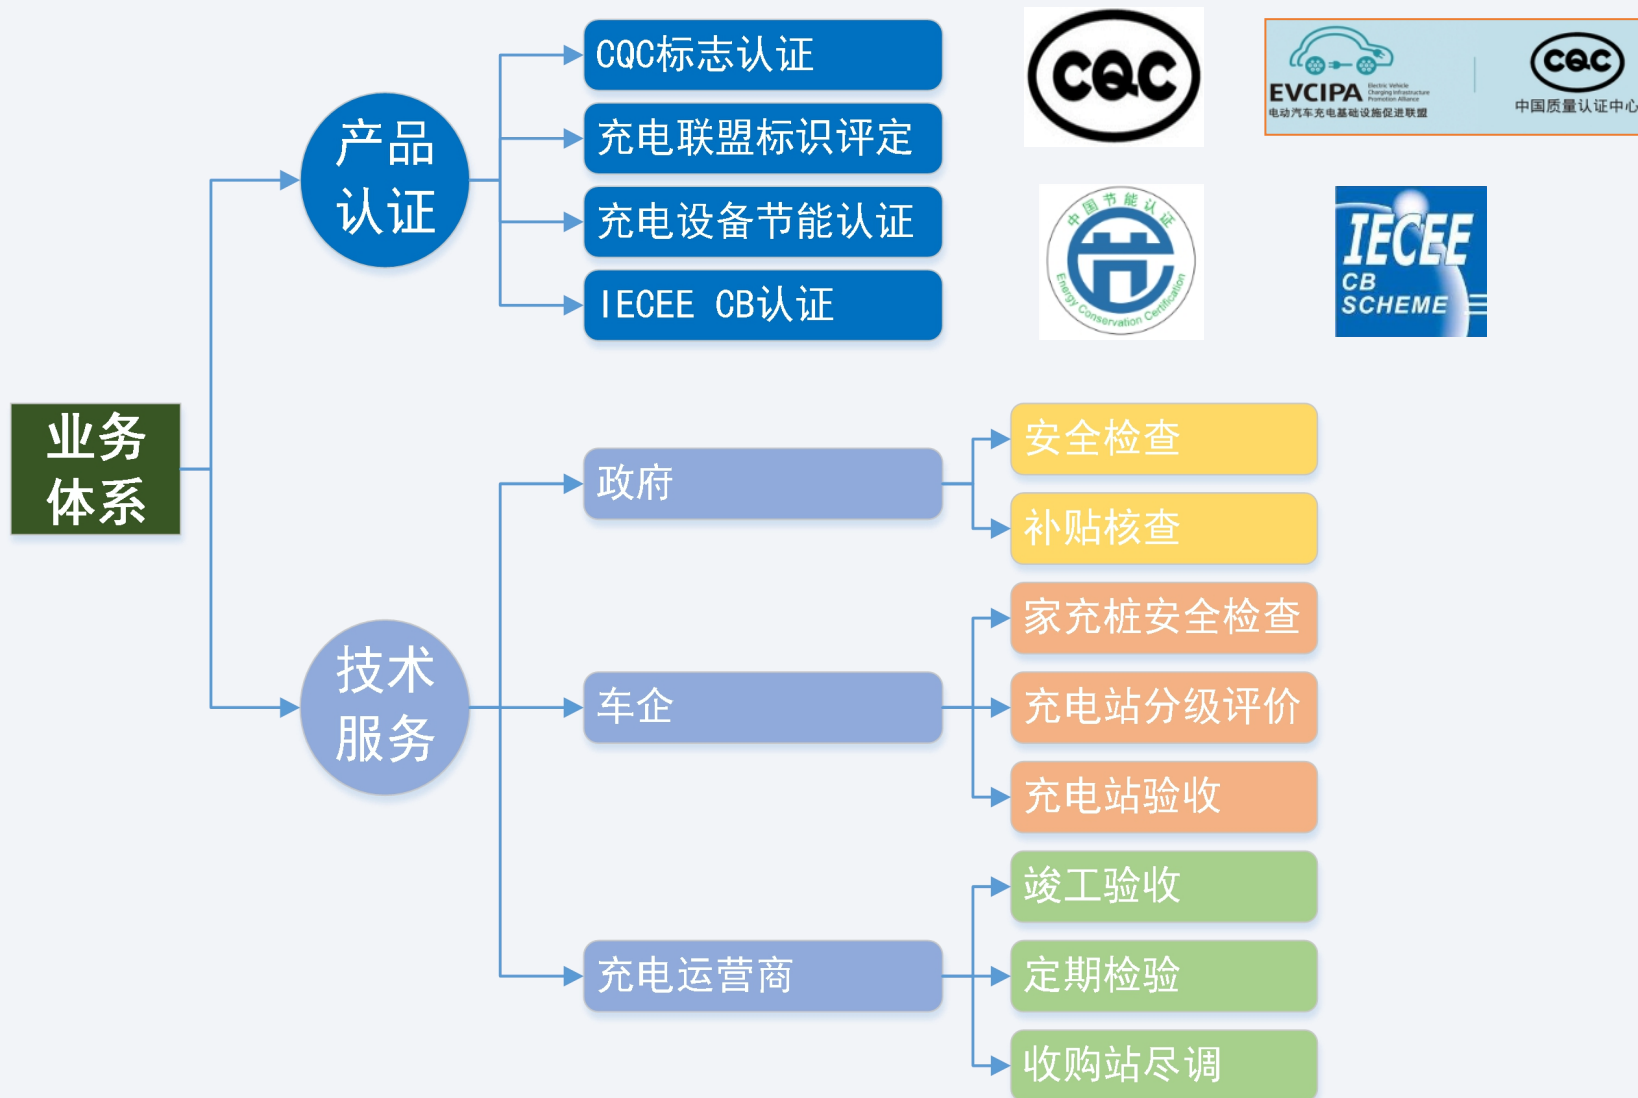 业务
体系
产品
认证
CQC标志认证
充电联盟标识评定
充电设备节能认证
IECEE CB认证
CQC
EVCIPA
Electric Vehicle
Charging Infrastructure
Promotion Alliance
电动汽车充电基础设施促进联盟
CQC
中国质量认证中心
中国节能认证
Energy Conservation Certification
IECEE
CB
SCHEME
技术
服务
政府
安全检查
补贴核查
车企
家充桩安全检查
充电站分级评价
充电站验收
充电运营商
竣工验收
定期检验
收购站尽调